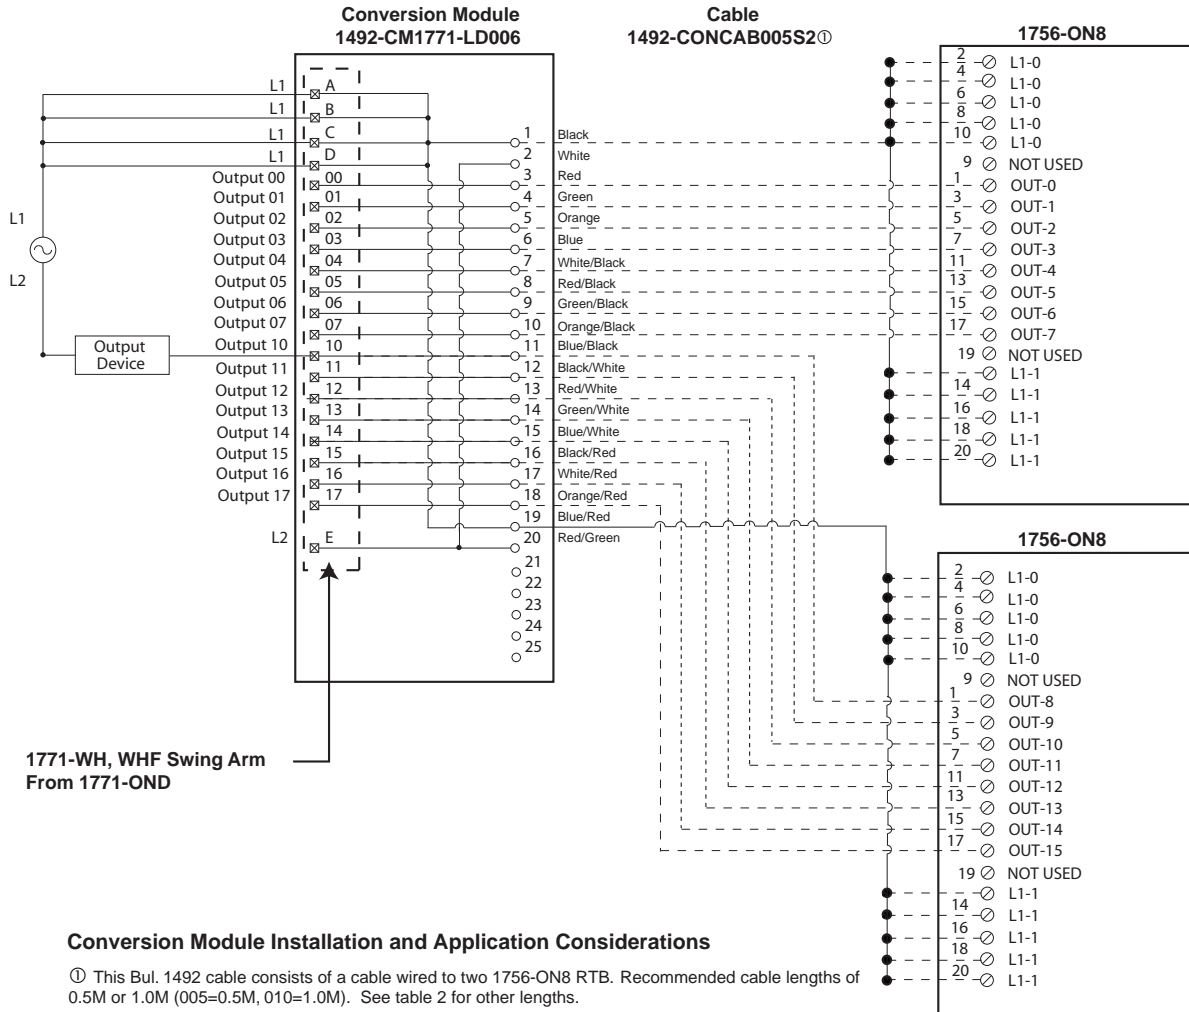 Conversion Module
1492-CM1771-LD006
Cable
1492-CONCAB005S2①
1756-ON8
L1 A
L1 B
L1 C
L1 D
Output 00 00
Output 01 01
Output 02 02
Output 03 03
Output 04 04
Output 05 05
Output 06 06
Output 07 07
Output 10 10
Output 11 11
Output 12 12
Output 13 13
Output 14 14
Output 15 15
Output 16 16
Output 17 17
L2 E
L1
L2
Output
Device
1 Black
2 White
3 Red
4 Green
5 Orange
6 Blue
7 White/Black
8 Red/Black
9 Green/Black
10 Orange/Black
11 Blue/Black
12 Black/White
13 Red/White
14 Green/White
15 Blue/White
16 Black/Red
17 White/Red
18 Orange/Red
19 Blue/Red
20 Red/Green
21
22
23
24
25
2 L1-0
4 L1-0
6 L1-0
8 L1-0
10 L1-0
9 NOT USED
1 OUT-0
3 OUT-1
5 OUT-2
7 OUT-3
11 OUT-4
13 OUT-5
15 OUT-6
17 OUT-7
19 NOT USED
L1-1
14 L1-1
16 L1-1
18 L1-1
20 L1-1
1756-ON8
2 L1-0
4 L1-0
6 L1-0
8 L1-0
10 L1-0
9 NOT USED
1 OUT-8
3 OUT-9
5 OUT-10
7 OUT-11
11 OUT-12
13 OUT-13
15 OUT-14
17 OUT-15
19 NOT USED
L1-1
14 L1-1
16 L1-1
18 L1-1
20 L1-1
1771-WH, WHF Swing Arm
From 1771-OND
Conversion Module Installation and Application Considerations
① This Bul. 1492 cable consists of a cable wired to two 1756-ON8 RTB. Recommended cable lengths of
0.5M or 1.0M (005=0.5M, 010=1.0M). See table 2 for other lengths.